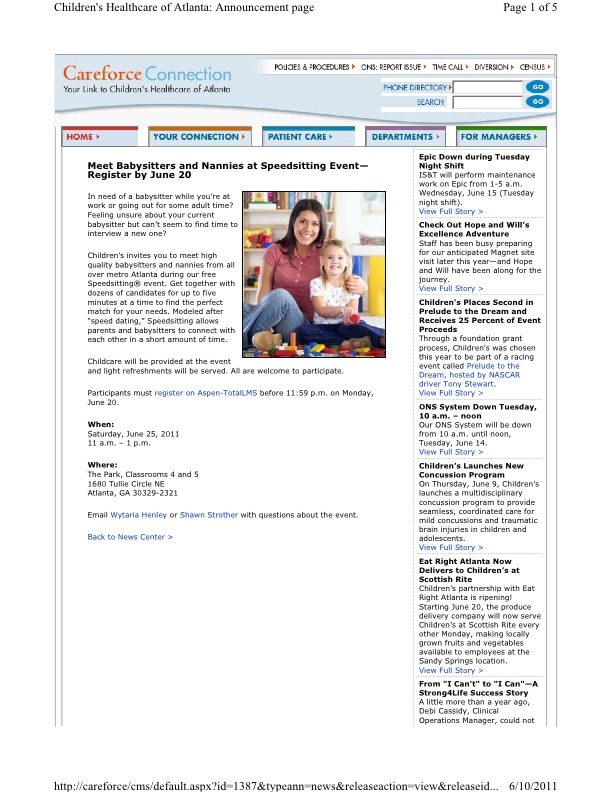 Children's Healthcare of Atlanta: Announcement page
Page 1 of 5
Careforce Connection
Your Link to Children's Healthcare of Atlanta
POLICIES & PROCEDURES
ONS: REPORT ISSUE
TIME CALL
DIVERSION
CENSUS
PHONE DIRECTORY
GO
SEARCH
GO
HOME
YOUR CONNECTION
PATIENT CARE
DEPARTMENTS
FOR MANAGERS
Meet Babysitters and Nannies at Speedsitting Event—
Register by June 20
In need of a babysitter while you're at
work or going out for some adult time?
Feeling unsure about your current
babysitter but can't seem to find time to
interview a new one?
Children's invites you to meet high
quality babysitters and nannies from all
over metro Atlanta during our free
Speedsitting® event. Get together with
dozens of candidates for up to five
minutes at a time to find the perfect
match for your needs. Modeled after
"speed dating," Speedsitting allows
parents and babysitters to connect with
each other in a short amount of time.
Childcare will be provided at the event
and light refreshments will be served. All are welcome to participate.
Participants must register on Aspen-TotalLMS before 11:59 p.m. on Monday,
June 20.
When:
Saturday, June 25, 2011
11 a.m. – 1 p.m.
Where:
The Park, Classrooms 4 and 5
1680 Tullie Circle NE
Atlanta, GA 30329-2321
Email Wytaria Henley or Shawn Strother with questions about the event.
Back to News Center >
Epic Down during Tuesday
Night Shift
IS&T will perform maintenance
work on Epic from 1-5 a.m.
Wednesday, June 15 (Tuesday
night shift).
View Full Story >
Check Out Hope and Will's
Excellence Adventure
Staff has been busy preparing
for our anticipated Magnet site
visit later this year—and Hope
and Will have been along for the
journey.
View Full Story >
Children's Places Second in
Prelude to the Dream and
Receives 25 Percent of Event
Proceeds
Through a foundation grant
process, Children's was chosen
this year to be part of a racing
event called Prelude to the
Dream, hosted by NASCAR
driver Tony Stewart.
View Full Story >
ONS System Down Tuesday,
10 a.m. – noon
Our ONS System will be down
from 10 a.m. until noon,
Tuesday, June 14.
View Full Story >
Children's Launches New
Concussion Program
On Thursday, June 9, Children's
launches a multidisciplinary
concussion program to provide
seamless, coordinated care for
mild concussions and traumatic
brain injuries in children and
adolescents.
View Full Story >
Eat Right Atlanta Now
Delivers to Children's at
Scottish Rite
Children's partnership with Eat
Right Atlanta is ripening!
Starting June 20, the produce
delivery company will now serve
Children's at Scottish Rite every
other Monday, making locally
grown fruits and vegetables
available to employees at the
Sandy Springs location.
View Full Story >
From "I Can't" to "I Can"—A
Strong4Life Success Story
A little more than a year ago,
Debi Cassidy, Clinical
Operations Manager, could not
http://careforce/cms/default.aspx?id=1387&typeann=news&releaseaction=view&releaseid...
6/10/2011